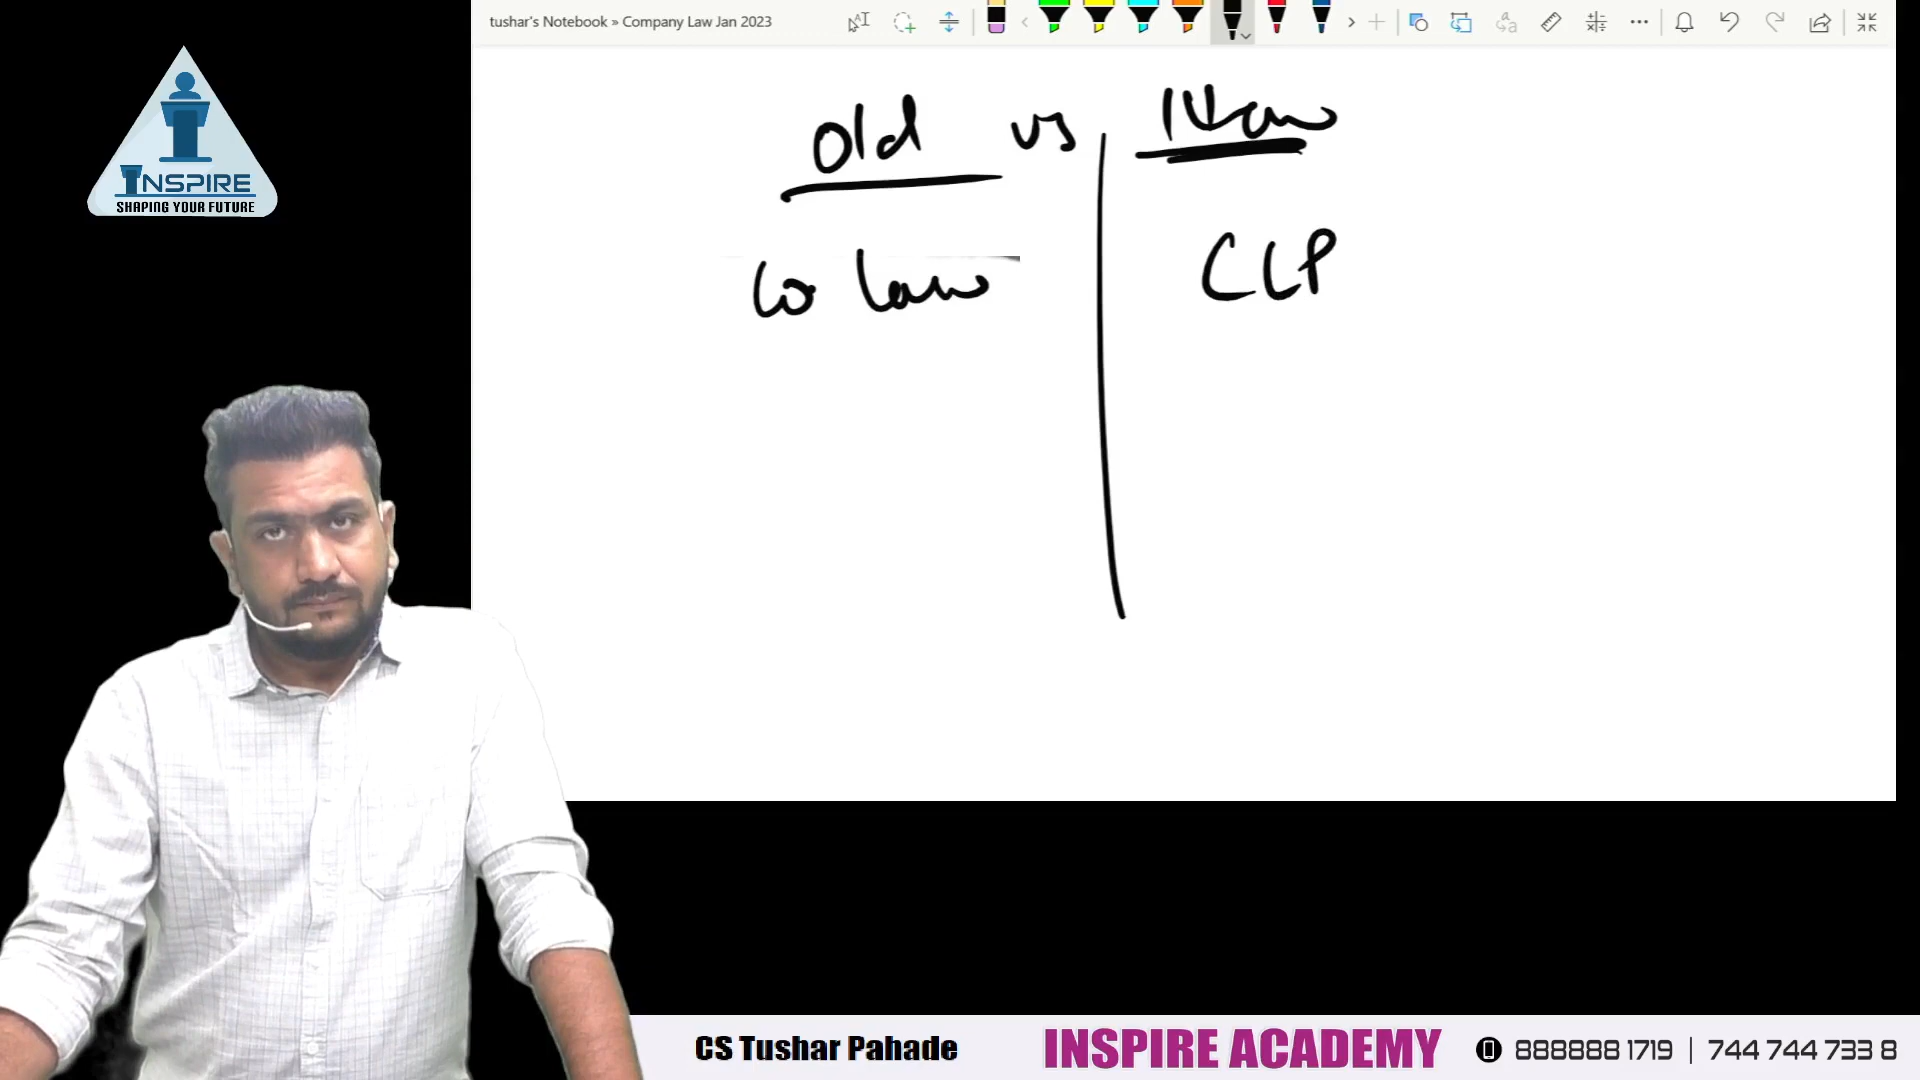 tushar's Notebook » Company Law Jan 2023
Old vs New
Co Law
CLP
INSPIRE
SHAPING YOUR FUTURE
CS Tushar Pahade
INSPIRE ACADEMY
888888 1719 | 744 744 733 8